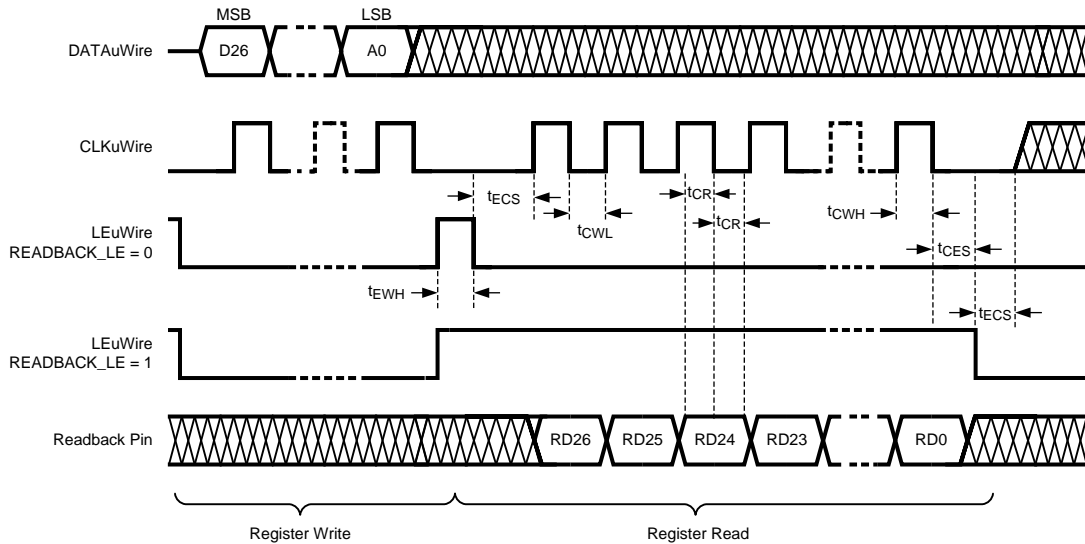 MSB LSB
DATAuWire D26 A0
CLKuWire
tECS tCR tCWH
tCWL tCR
LEuWire
READBACK_LE = 0
tCES
tEWH
tECS
LEuWire
READBACK_LE = 1
Readback Pin RD26 RD25 RD24 RD23 RD0
Register Write Register Read